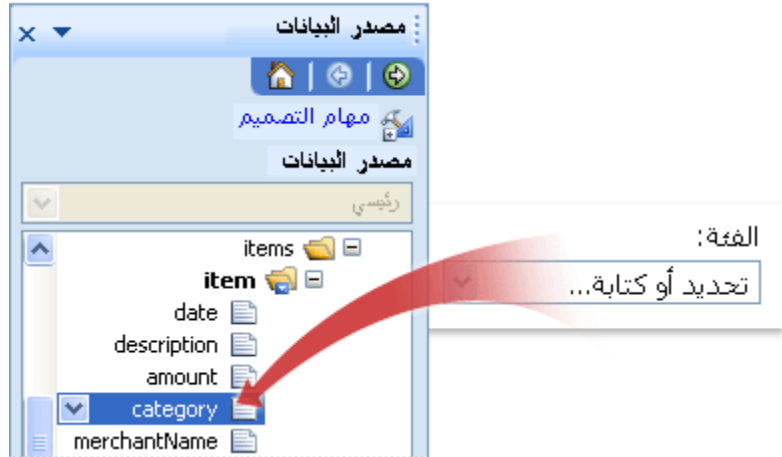 مصدر البيانات
مهام التصميم
مصدر البيانات
رئيسي
items
item
date
description
amount
category
merchantName
الفئة:
تحديد أو كتابة...